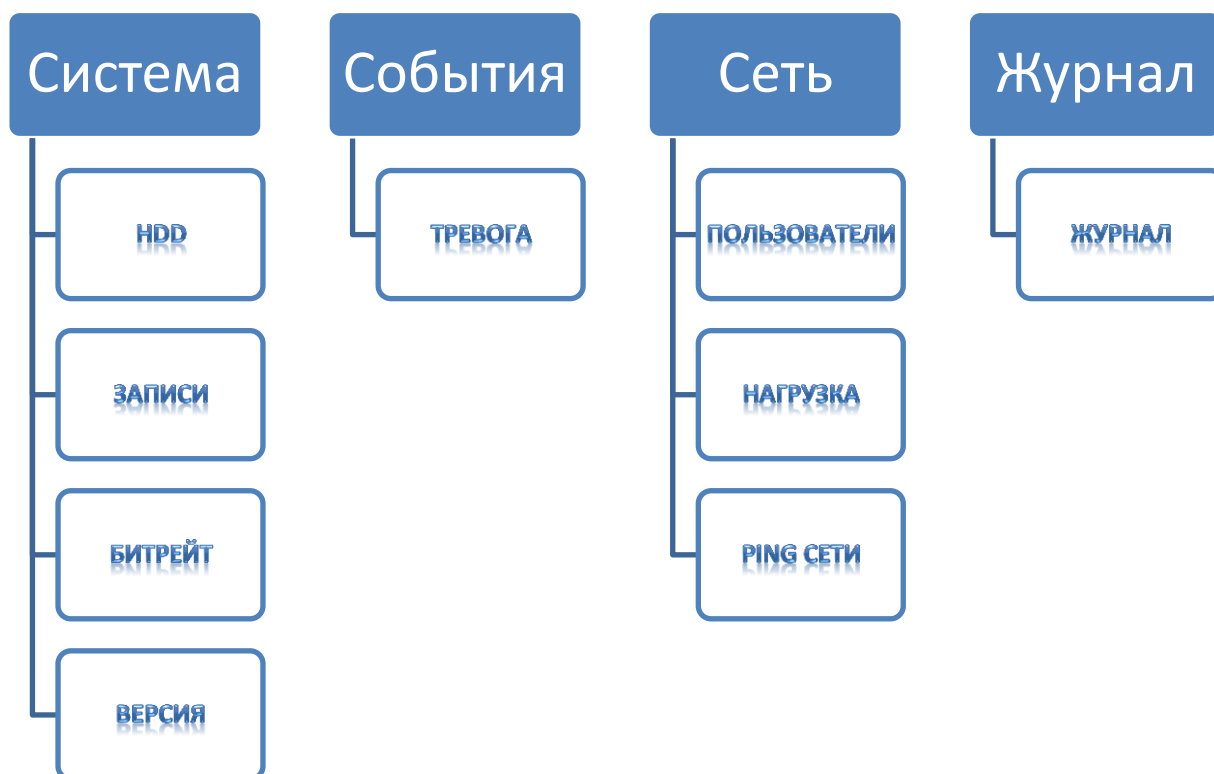 Система
HDD
ЗАПИСИ
БИТРЕЙТ
ВЕРСИЯ
События
ТРЕВОГА
Сеть
ПОЛЬЗОВАТЕЛИ
НАГРУЗКА
PING СЕТИ
Журнал
ЖУРНАЛ